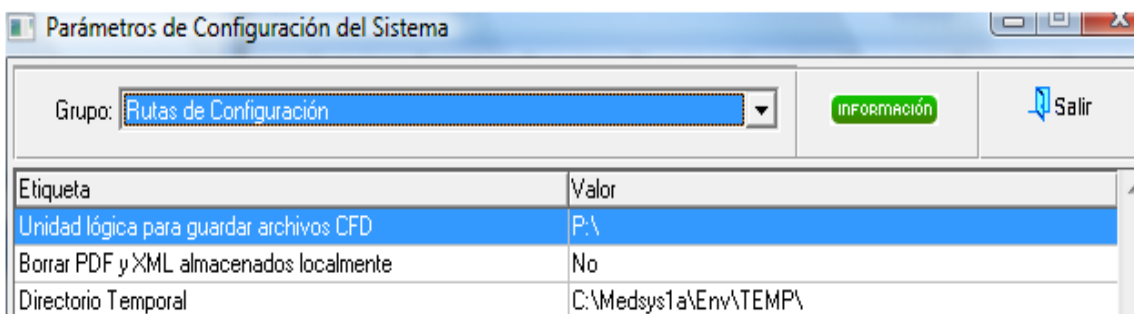 Parámetros de Configuración del Sistema
Grupo: Rutas de Configuración INFORMACIÓN Salir
Etiqueta Valor
Unidad lógica para guardar archivos CFD P:\
Borrar PDF y XML almacenados localmente No
Directorio Temporal C:\Medsys1a\Env\TEMP\